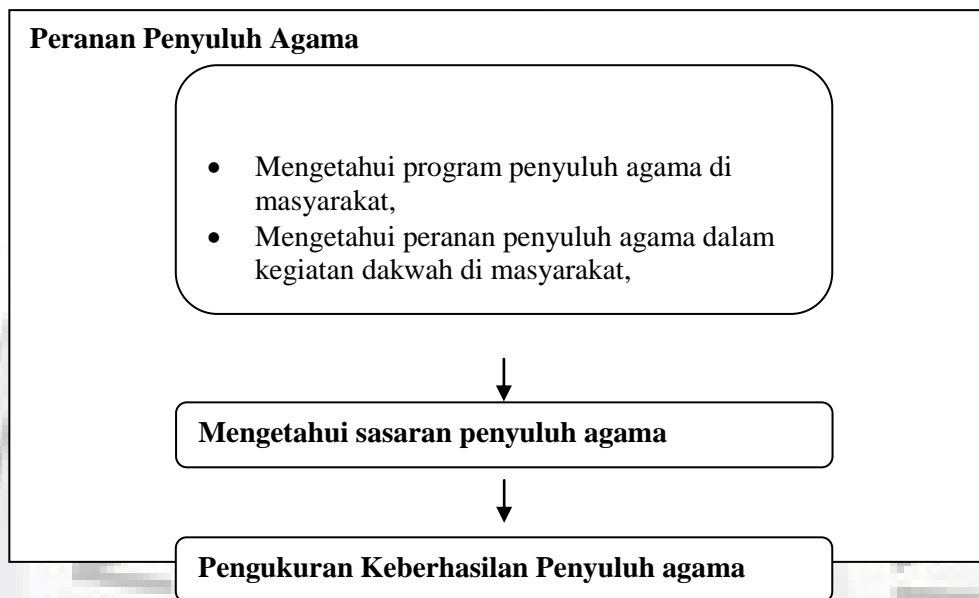 Peranan Penyuluh Agama
• Mengetahui program penyuluh agama di
masyarakat,
• Mengetahui peranan penyuluh agama dalam
kegiatan dakwah di masyarakat,
Mengetahui sasaran penyuluh agama
Pengukuran Keberhasilan Penyuluh agama